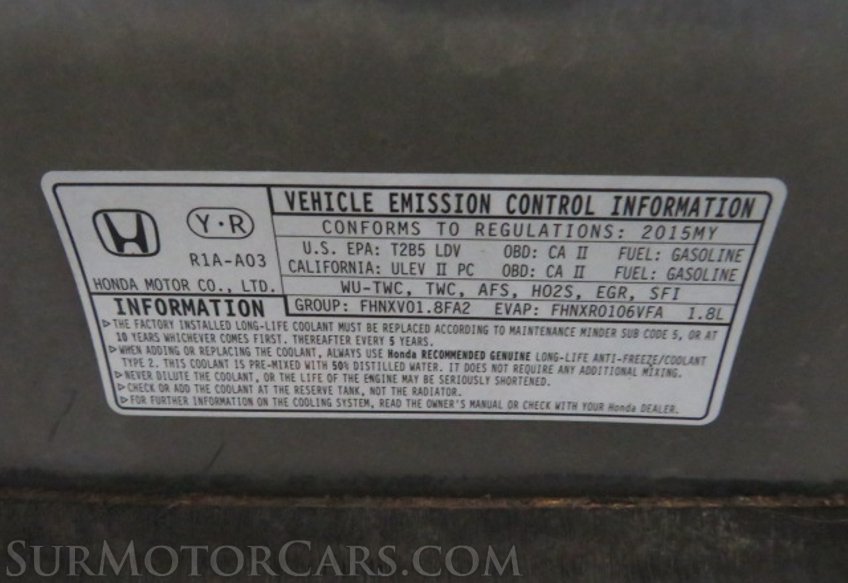 VEHICLE EMISSION CONTROL INFORMATION
Y·R
CONFORMS TO REGULATIONS: 2015MY
U.S. EPA: T2B5 LDV OBD: CA II FUEL: GASOLINE
R1A-A03
CALIFORNIA: ULEV II PC OBD: CA II FUEL: GASOLINE
HONDA MOTOR CO., LTD.
WU-TWC, TWC, AFS, HO2S, EGR, SFI
INFORMATION
GROUP: FHNXV01.8FA2 EVAP: FHNXR0106VFA 1.8L
▷THE FACTORY INSTALLED LONG-LIFE COOLANT MUST BE REPLACED ACCORDING TO MAINTENANCE MINDER SUB CODE 5, OR AT
10 YEARS WHICHEVER COMES FIRST. THEREAFTER EVERY 5 YEARS.
▷WHEN ADDING OR REPLACING THE COOLANT, ALWAYS USE Honda RECOMMENDED GENUINE LONG-LIFE ANTI-FREEZE/COOLANT
TYPE 2. THIS COOLANT IS PRE-MIXED WITH 50% DISTILLED WATER. IT DOES NOT REQUIRE ANY ADDITIONAL MIXING.
▷NEVER DILUTE THE COOLANT, OR THE LIFE OF THE ENGINE MAY BE SERIOUSLY SHORTENED.
▷CHECK OR ADD THE COOLANT AT THE RESERVE TANK, NOT THE RADIATOR.
▷FOR FURTHER INFORMATION ON THE COOLING SYSTEM, READ THE OWNER'S MANUAL OR CHECK WITH YOUR Honda DEALER.
SURMOTORCARS.COM